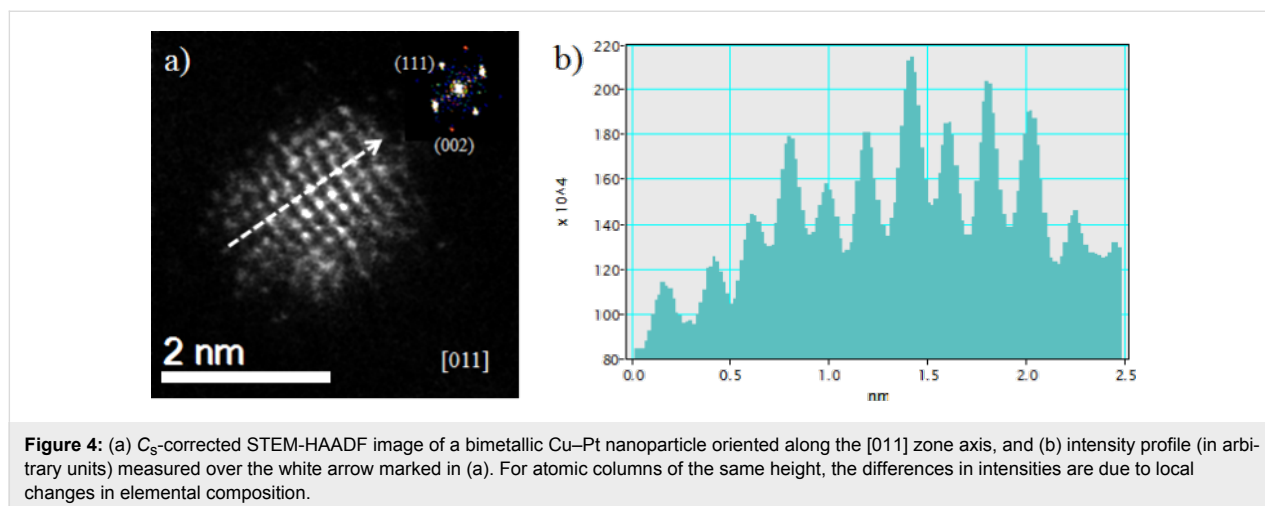 a)
(111)
(002)
2 nm
[011]
b)
220
200
180
160
140
120
100
80
x 10^4
0.0 0.5 1.0 1.5 2.0 2.5
nm
Figure 4: (a) Cs-corrected STEM-HAADF image of a bimetallic Cu–Pt nanoparticle oriented along the [011] zone axis, and (b) intensity profile (in arbi-
trary units) measured over the white arrow marked in (a). For atomic columns of the same height, the differences in intensities are due to local
changes in elemental composition.